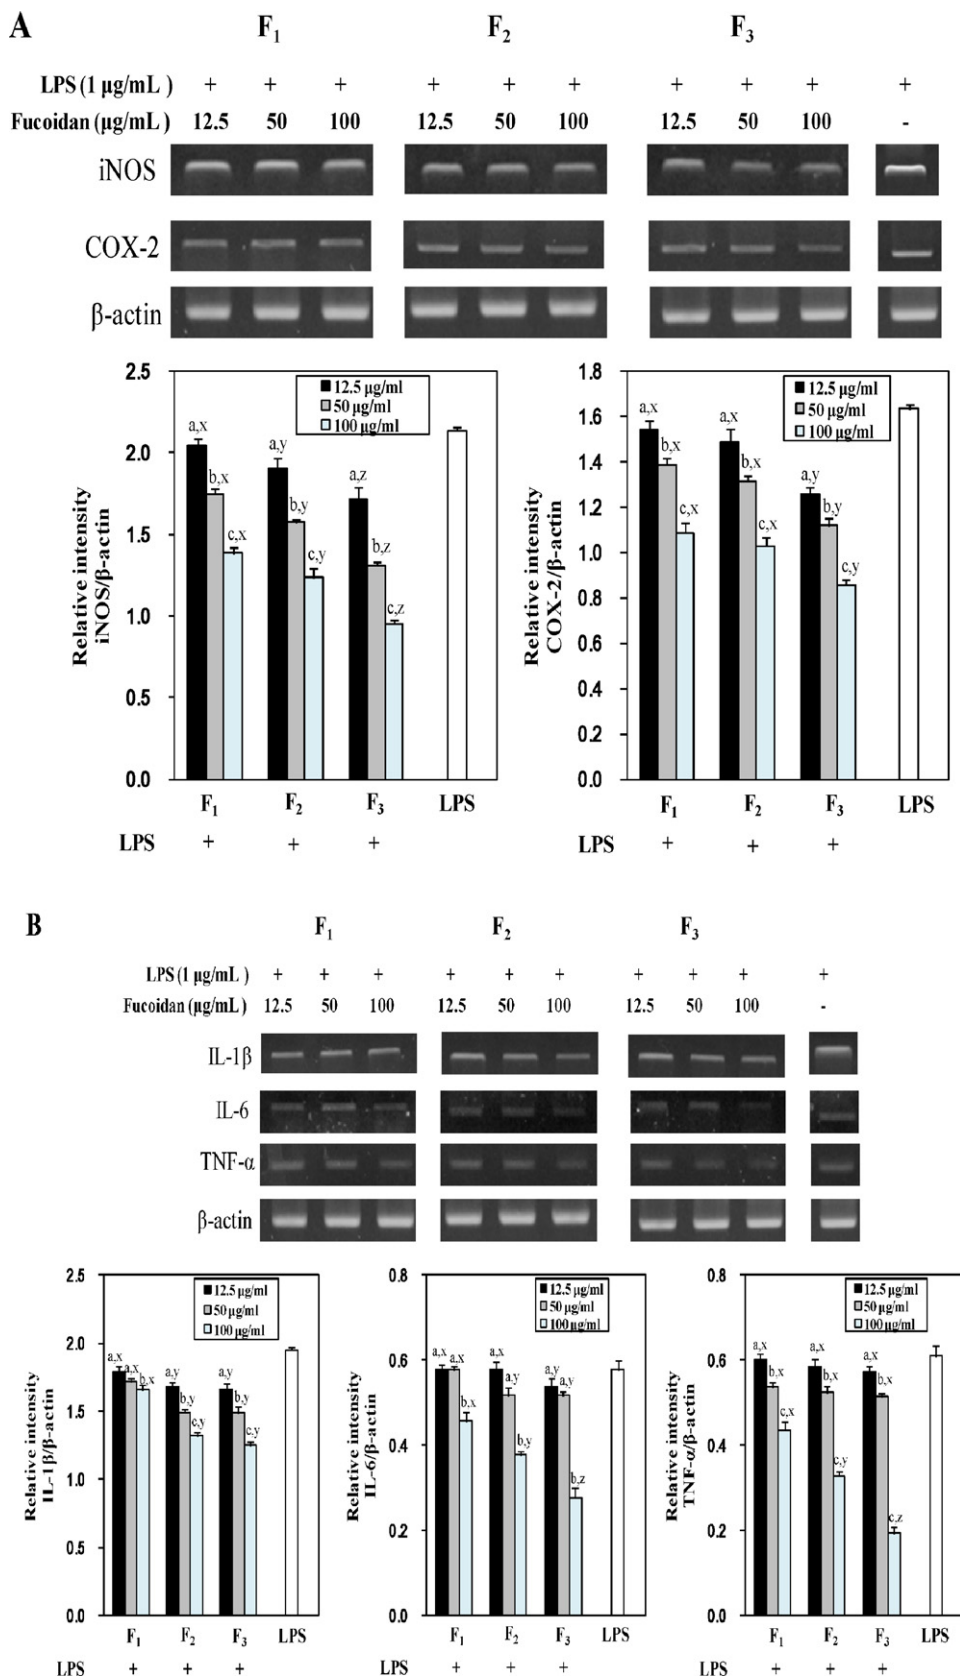 A
F1 F2 F3
LPS (1 μg/mL) + + + + + + + + + +
Fucoidan (μg/mL) 12.5 50 100 12.5 50 100 12.5 50 100 -
iNOS
COX-2
β-actin
2.5
2.0
1.5
1.0
0.5
0.0
Relative intensity
iNOS/β-actin
12.5 μg/ml
50 μg/ml
100 μg/ml
a,x b,x c,x a,y b,y c,y a,z b,z c,z
F1 F2 F3 LPS
LPS + + +
1.8
1.6
1.4
1.2
1.0
0.8
0.6
0.4
0.2
0.0
Relative intensity
COX-2/β-actin
12.5 μg/ml
50 μg/ml
100 μg/ml
a,x b,x c,x a,x b,x c,x a,y b,y c,y
F1 F2 F3 LPS
LPS + + +
B
F1 F2 F3
LPS (1 μg/mL) + + + + + + + + + +
Fucoidan (μg/mL) 12.5 50 100 12.5 50 100 12.5 50 100 -
IL-1β
IL-6
TNF-α
β-actin
2.5
2.0
1.5
1.0
0.5
0.0
Relative intensity
IL-1β/β-actin
12.5 μg/ml
50 μg/ml
100 μg/ml
a,x a,x b,x a,y b,y c,y a,y b,y c,y
F1 F2 F3 LPS
LPS + + +
0.8
0.6
0.4
0.2
0.0
Relative intensity
IL-6/β-actin
12.5 μg/ml
50 μg/ml
100 μg/ml
a,x a,x b,x a,x a,y b,y a,x a,y b,z
F1 F2 F3 LPS
LPS + + +
0.8
0.6
0.4
0.2
0.0
Relative intensity
TNF-α/β-actin
12.5 μg/ml
50 μg/ml
100 μg/ml
a,x b,x c,x a,x b,x c,y a,x b,x c,z
F1 F2 F3 LPS
LPS + + +